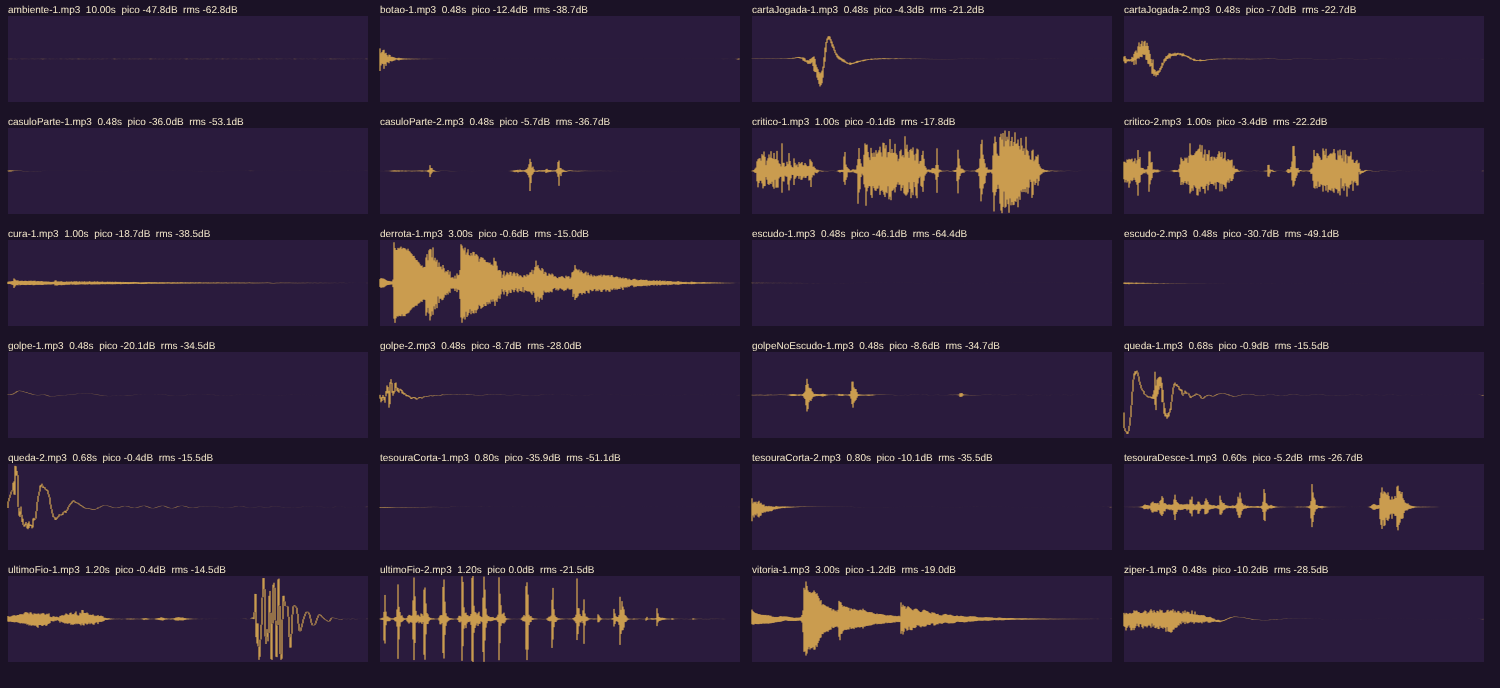 ambiente-1.mp3 10.00s pico -47.8dB rms -62.8dB
botao-1.mp3 0.48s pico -12.4dB rms -38.7dB
cartaJogada-1.mp3 0.48s pico -4.3dB rms -21.2dB
cartaJogada-2.mp3 0.48s pico -7.0dB rms -22.7dB
casuloParte-1.mp3 0.48s pico -36.0dB rms -53.1dB
casuloParte-2.mp3 0.48s pico -5.7dB rms -36.7dB
critico-1.mp3 1.00s pico -0.1dB rms -17.8dB
critico-2.mp3 1.00s pico -3.4dB rms -22.2dB
cura-1.mp3 1.00s pico -18.7dB rms -38.5dB
derrota-1.mp3 3.00s pico -0.6dB rms -15.0dB
escudo-1.mp3 0.48s pico -46.1dB rms -64.4dB
escudo-2.mp3 0.48s pico -30.7dB rms -49.1dB
golpe-1.mp3 0.48s pico -20.1dB rms -34.5dB
golpe-2.mp3 0.48s pico -8.7dB rms -28.0dB
golpeNoEscudo-1.mp3 0.48s pico -8.6dB rms -34.7dB
queda-1.mp3 0.68s pico -0.9dB rms -15.5dB
queda-2.mp3 0.68s pico -0.4dB rms -15.5dB
tesouraCorta-1.mp3 0.80s pico -35.9dB rms -51.1dB
tesouraCorta-2.mp3 0.80s pico -10.1dB rms -35.5dB
tesouraDesce-1.mp3 0.60s pico -5.2dB rms -26.7dB
ultimoFio-1.mp3 1.20s pico -0.4dB rms -14.5dB
ultimoFio-2.mp3 1.20s pico 0.0dB rms -21.5dB
vitoria-1.mp3 3.00s pico -1.2dB rms -19.0dB
ziper-1.mp3 0.48s pico -10.2dB rms -28.5dB